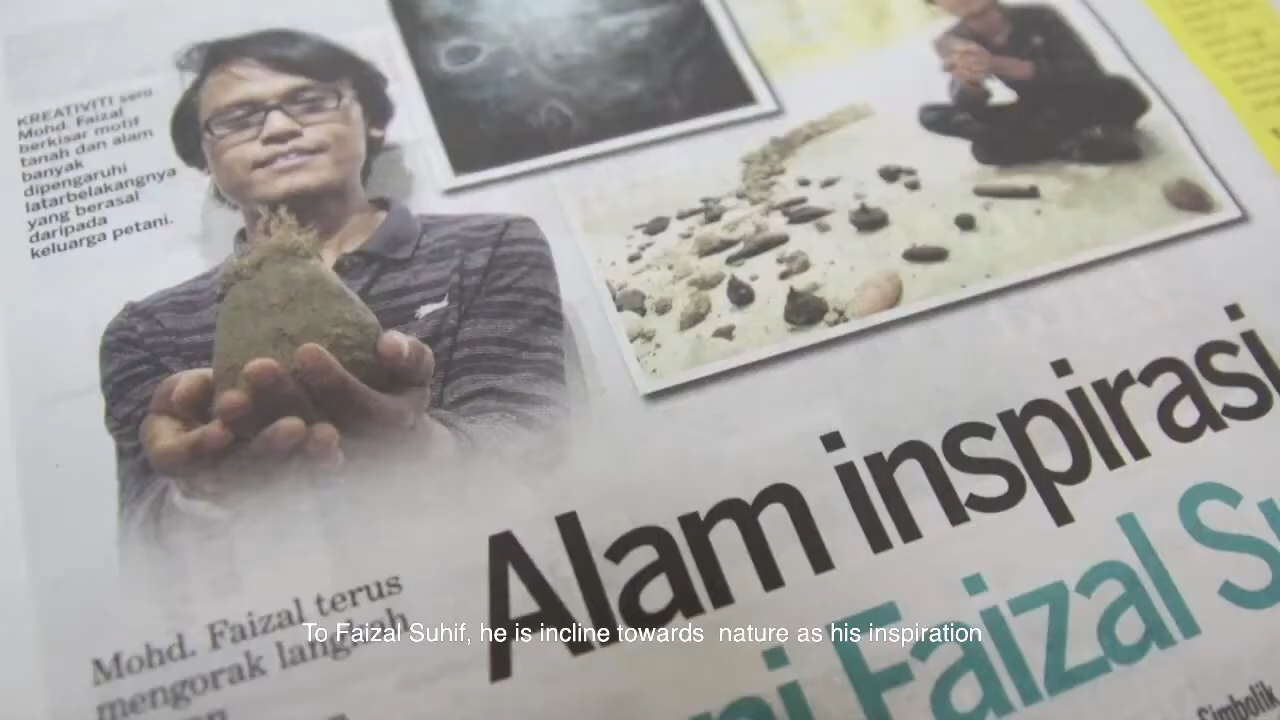 KREATIVITI seni
Mohd. Faizal
berkisar motif
tanah dan alam
banyak
dipengaruhi
latarbelakangnya
yang berasal
daripada
keluarga petani.
Alam inspirasi
Faizal
Mohd. Faizal terus
mengorak langkah
Simbolik
To Faizal Suhif, he is incline towards nature as his inspiration